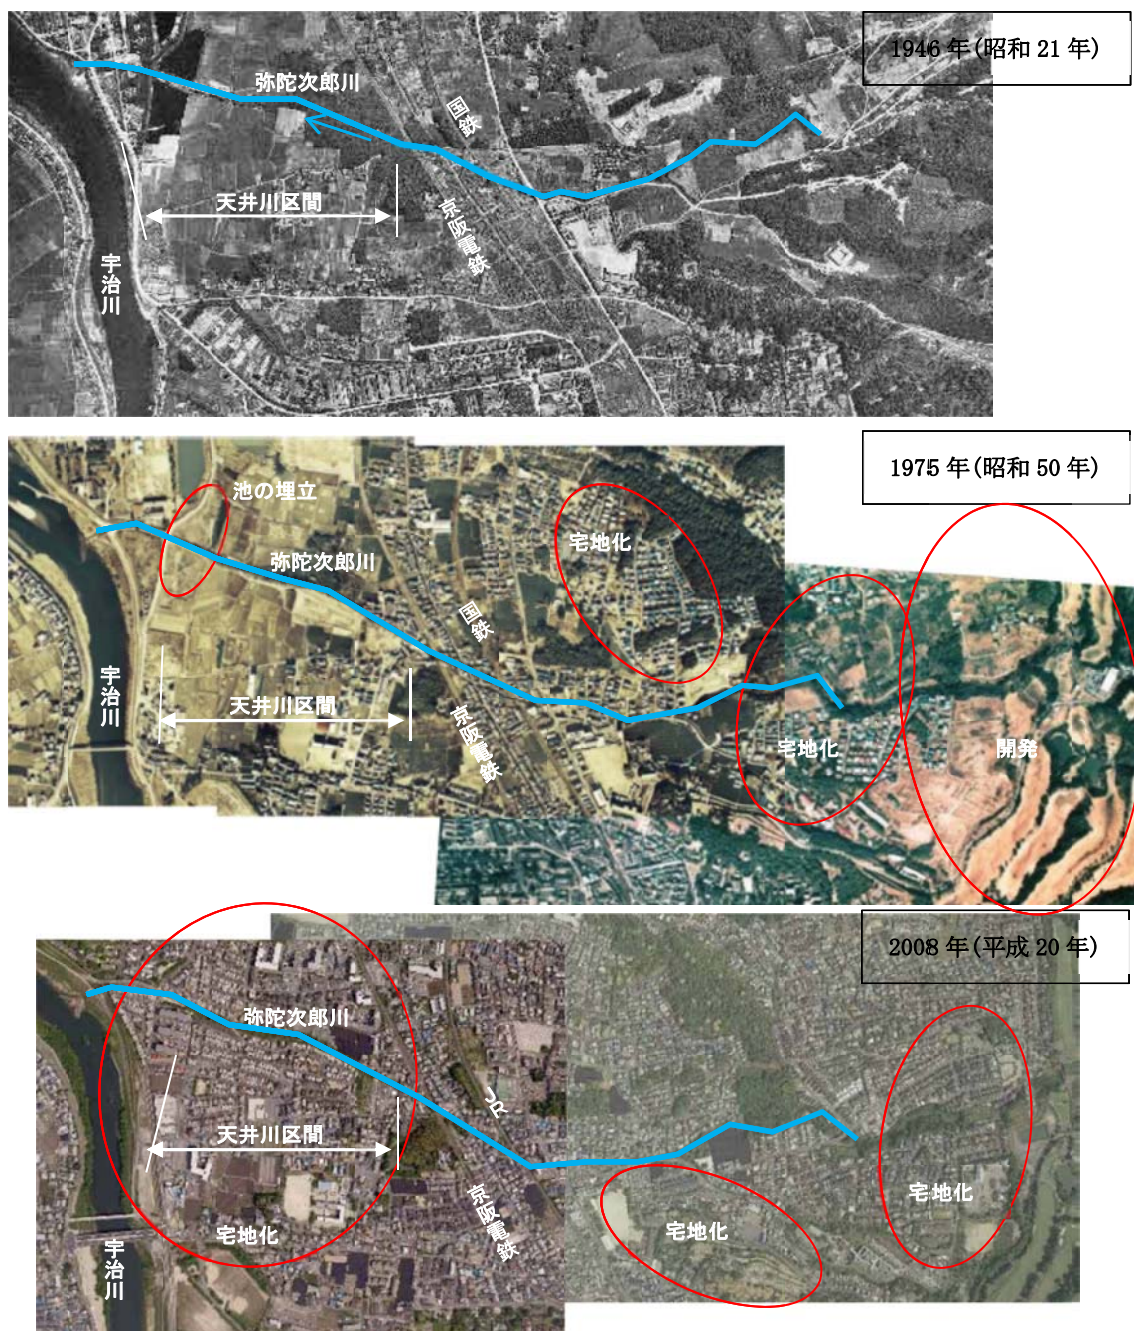 1946 年(昭和 21 年)
弥陀次郎川
国鉄
天井川区間
京阪電鉄
宇治川
1975 年(昭和 50 年)
池の埋立
宅地化
弥陀次郎川
国鉄
宇治川
天井川区間
京阪電鉄
宅地化
開発
2008 年(平成 20 年)
弥陀次郎川
JR
天井川区間
京阪電鉄
宅地化
宅地化
宅地化
宇治川